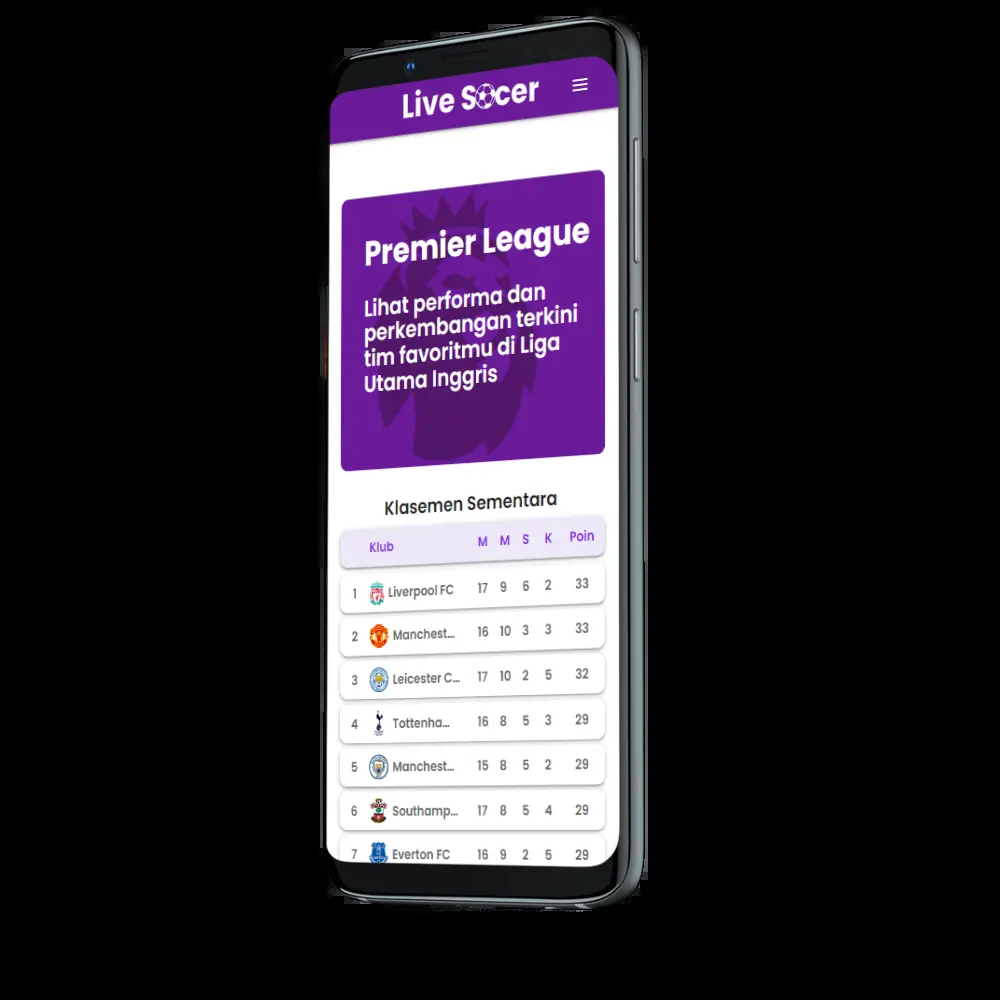 Live Soccer
Premier League
Lihat performa dan
perkembangan terkini
tim favoritmu di Liga
Utama Inggris
Klasemen Sementara
Klub M M S K Poin
1 Liverpool FC 17 9 6 2 33
2 Manchest... 16 10 3 3 33
3 Leicester C... 17 10 2 5 32
4 Tottenha... 16 8 5 3 29
5 Manchest... 15 8 5 2 29
6 Southamp... 17 8 5 4 29
7 Everton FC 16 9 2 5 29